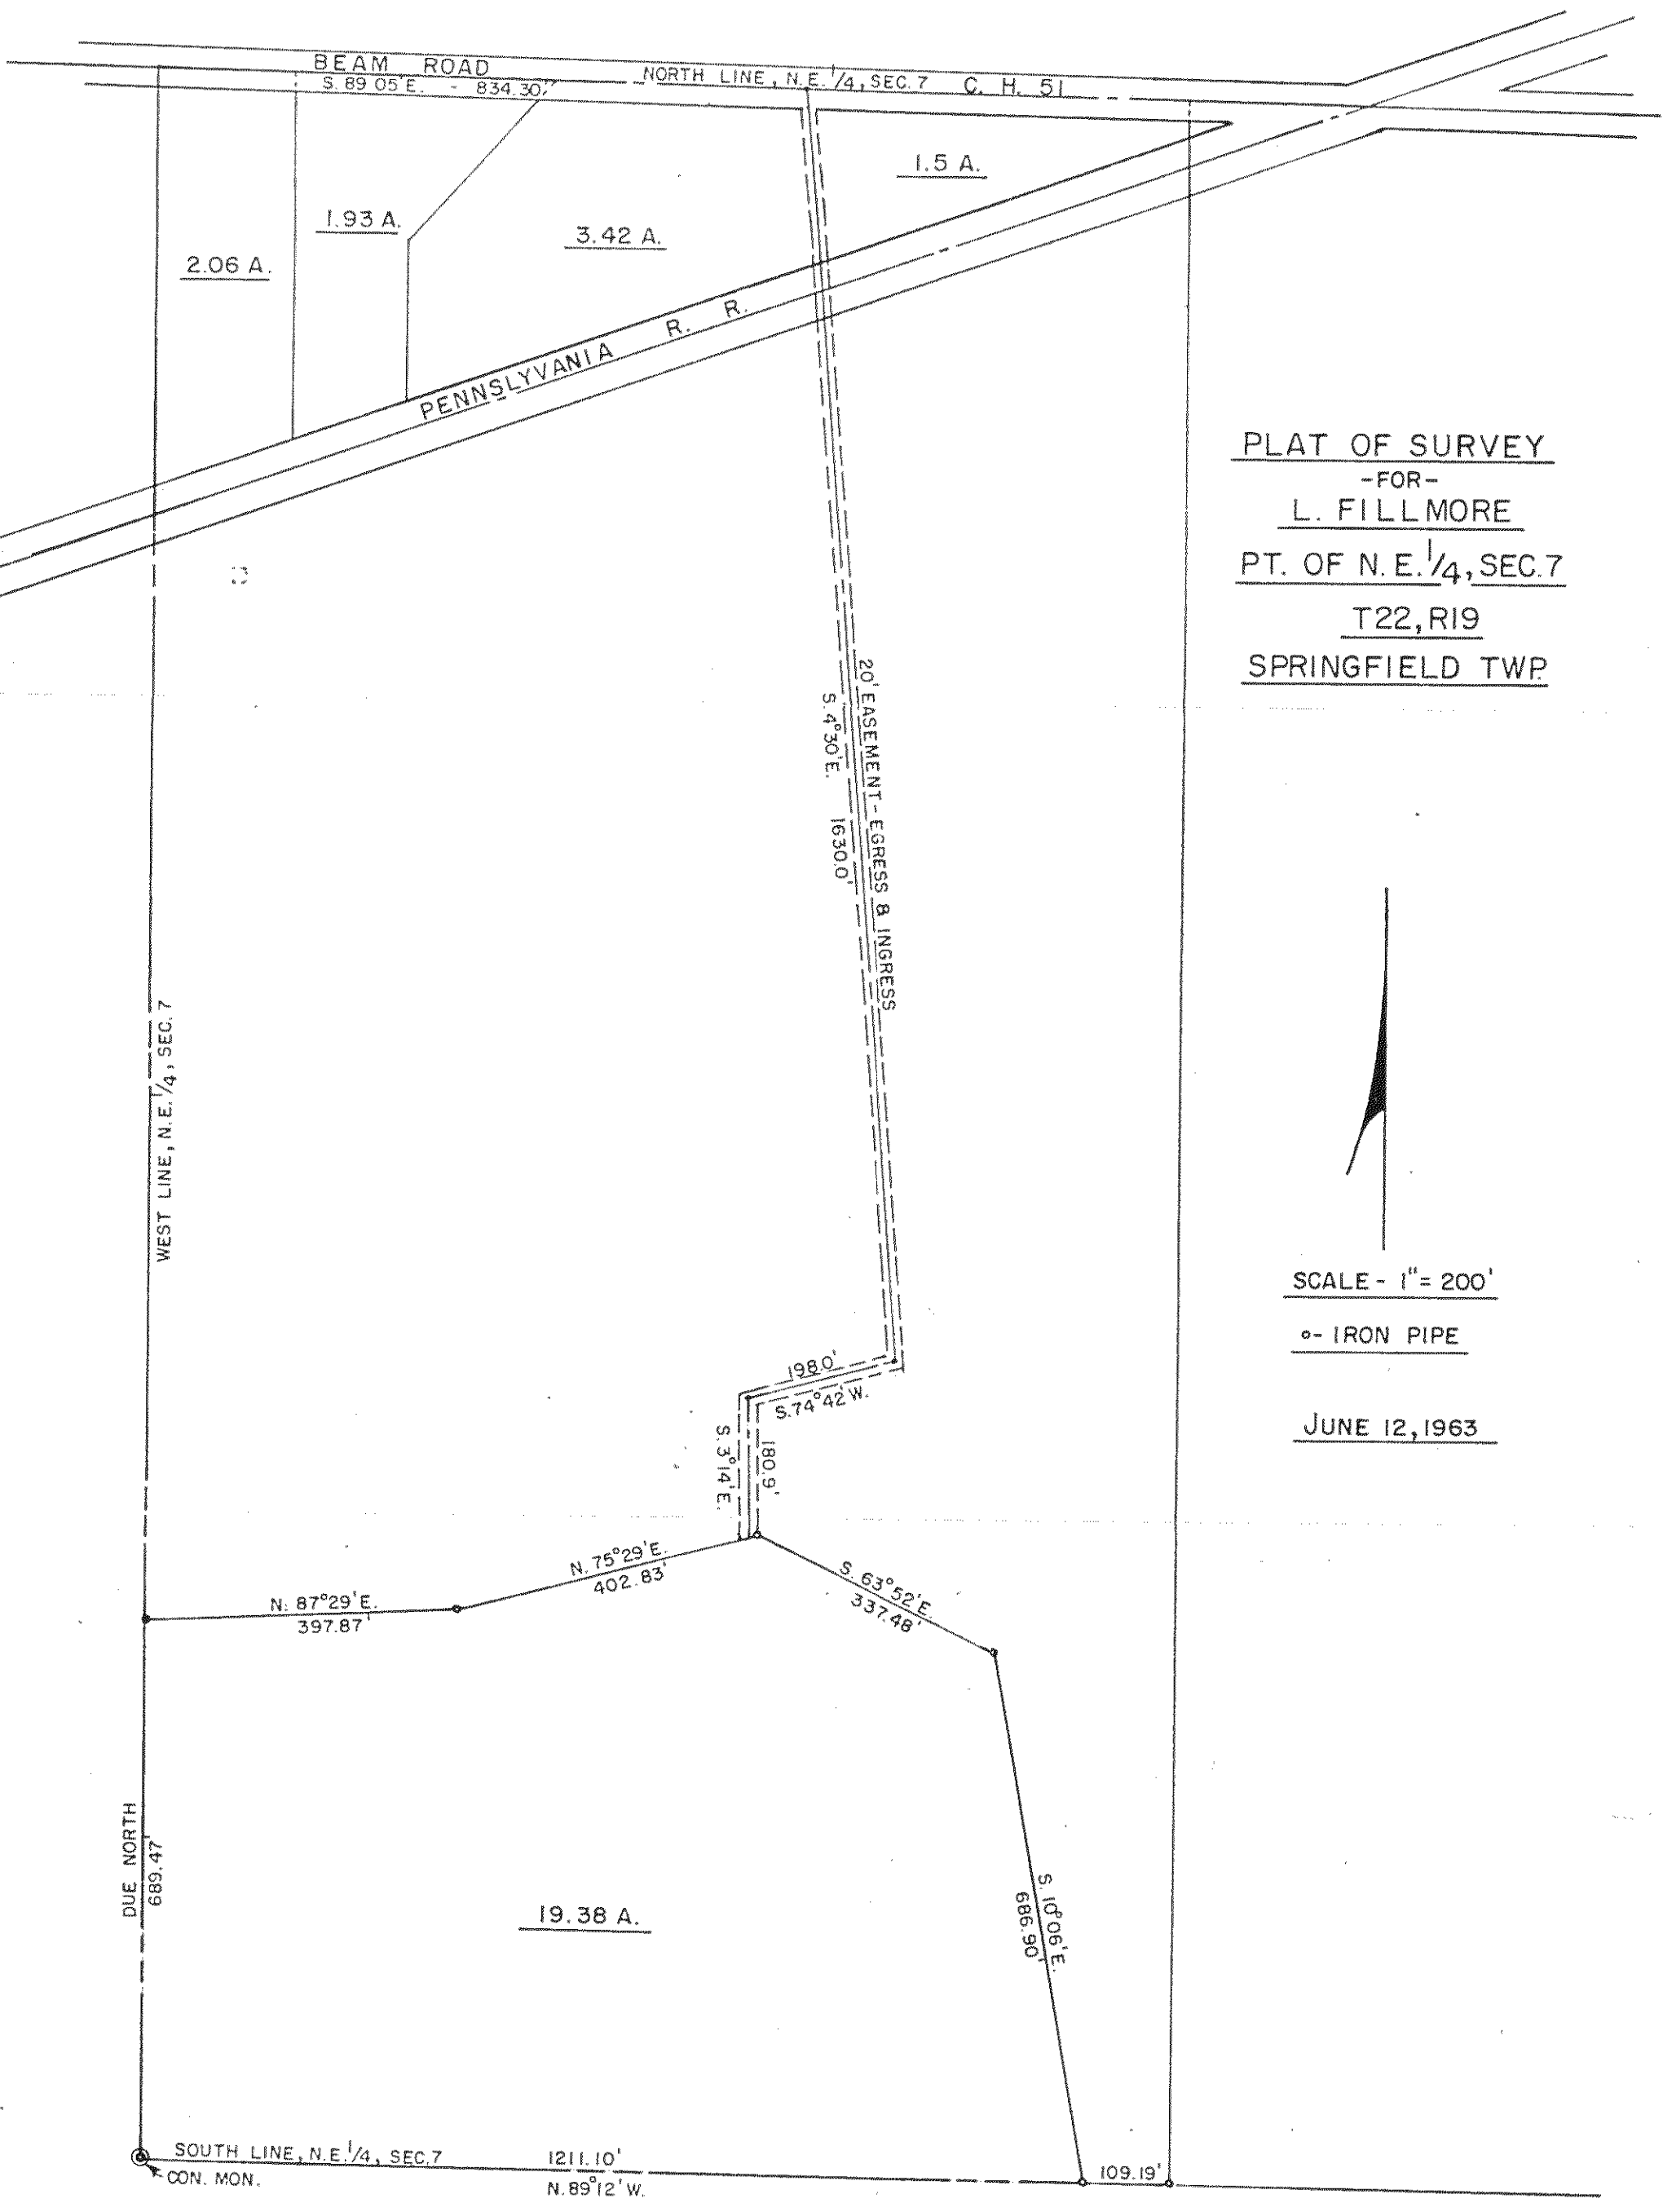 BEAM ROAD
S. 89 05' E. - 834.30'
NORTH LINE, N.E. 1/4, SEC. 7 C. H. 51
1.5 A.
1.93 A.
3.42 A.
2.06 A.
PENNSLYVANIA R. R.
PLAT OF SURVEY
-FOR-
L. FILLMORE
PT. OF N.E. 1/4, SEC. 7
T22, R19
SPRINGFIELD TWP.
20' EASEMENT - EGRESS & INGRESS
S. 4°30' E. 1630.0'
WEST LINE, N.E. 1/4, SEC. 7
SCALE - 1" = 200'
o- IRON PIPE
JUNE 12, 1963
198.0'
S. 74°42' W.
S. 3°14' E.
180.9'
N. 75°29' E.
402.83'
S. 63°52' E.
337.48'
N. 87°29' E.
397.87'
DUE NORTH
689.47'
19.38 A.
S. 10°06' E.
686.90'
SOUTH LINE, N.E. 1/4, SEC. 7
1211.10'
109.19'
CON. MON.
N. 89°12' W.